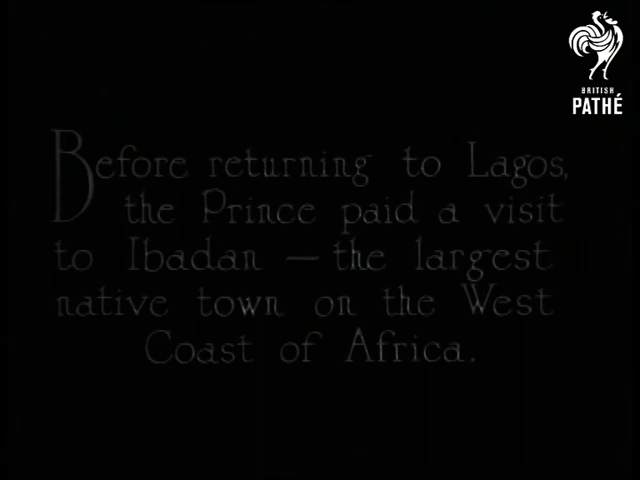 BRITISH
PATHÉ
Before returning to Lagos,
the Prince paid a visit
to Ibadan — the largest
native town on the West
Coast of Africa.